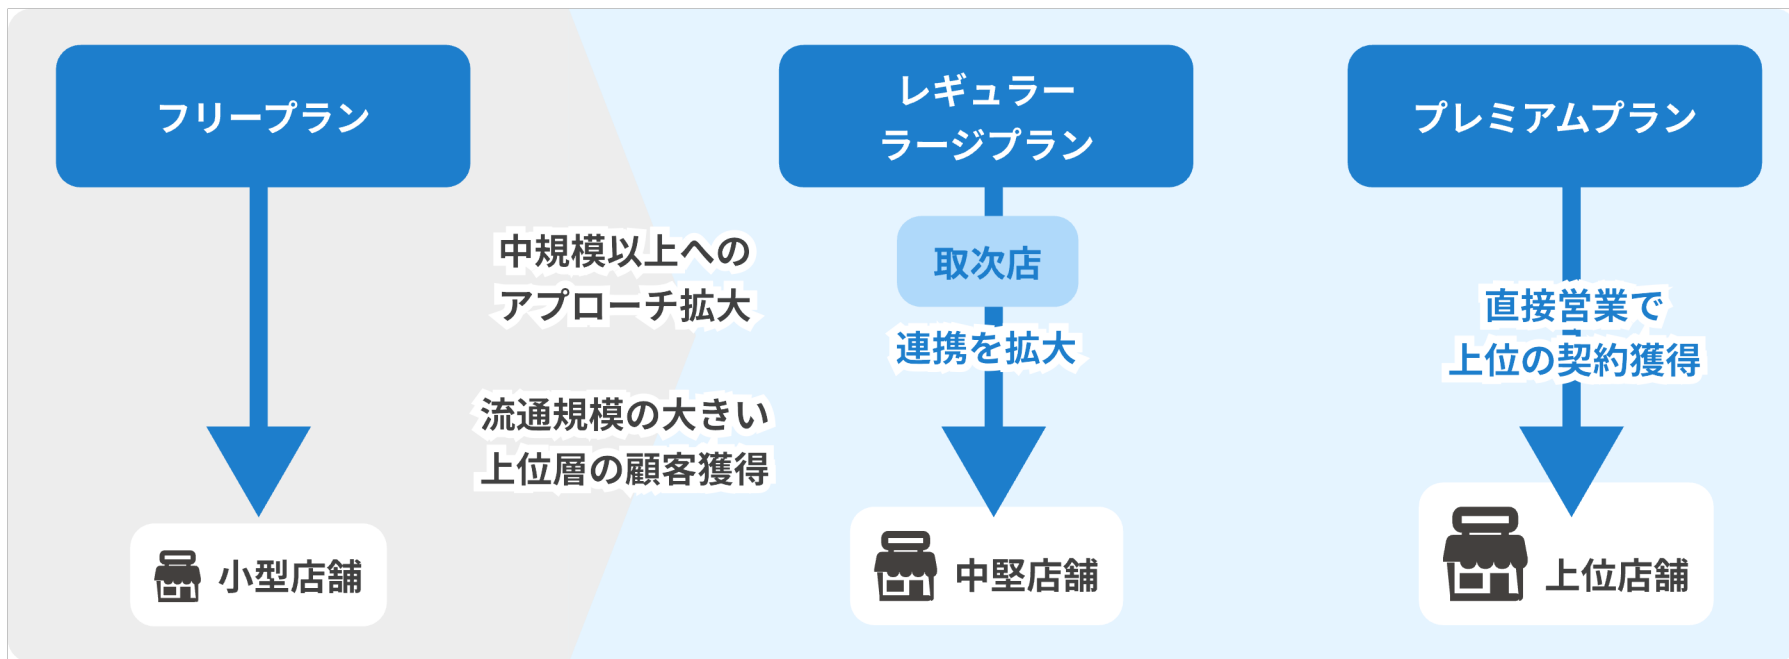 フリープラン
レギュラー
ラージプラン
プレミアムプラン
中規模以上への
アプローチ拡大
流通規模の大きい
上位層の顧客獲得
取次店
連携を拡大
直接営業で
上位の契約獲得
小型店舗
中堅店舗
上位店舗